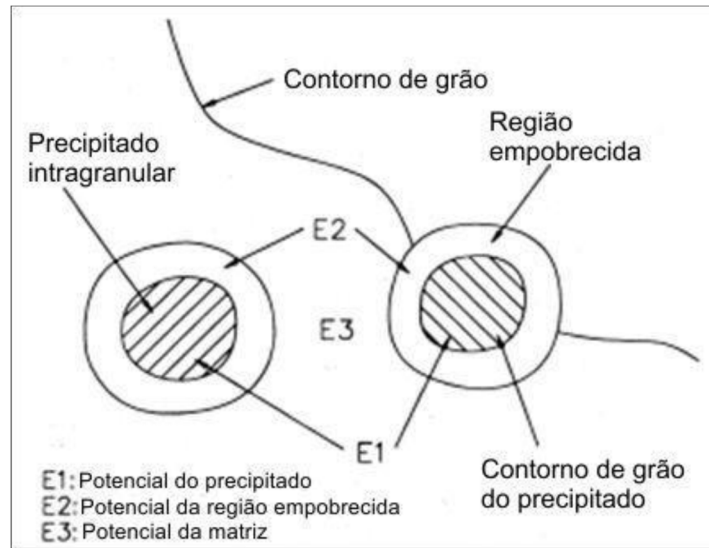 Contorno de grão
Precipitado
intragranular
Região
empobrecida
E2
E3
E1
Contorno de grão
do precipitado
E1: Potencial do precipitado
E2: Potencial da região empobrecida
E3: Potencial da matriz